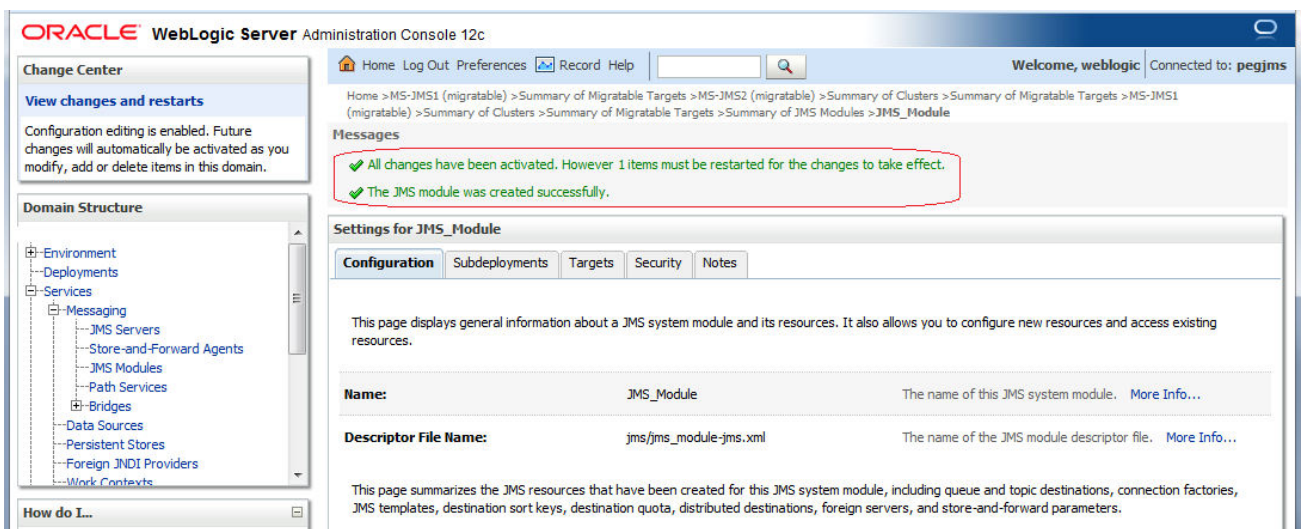 ORACLE WebLogic Server Administration Console 12c
Change Center
View changes and restarts
Configuration editing is enabled. Future
changes will automatically be activated as you
modify, add or delete items in this domain.
Domain Structure
Environment
Deployments
Services
Messaging
JMS Servers
Store-and-Forward Agents
JMS Modules
Path Services
Bridges
Data Sources
Persistent Stores
Foreign JNDI Providers
Work Contexts
How do I...
Home Log Out Preferences Record Help
Welcome, weblogic Connected to: pegjms
Home >MS-JMS1 (migratable) >Summary of Migratable Targets >MS-JMS2 (migratable) >Summary of Clusters >Summary of Migratable Targets >MS-JMS1
(migratable) >Summary of Clusters >Summary of Migratable Targets >Summary of JMS Modules >JMS_Module
Messages
All changes have been activated. However 1 items must be restarted for the changes to take effect.
The JMS module was created successfully.
Settings for JMS_Module
Configuration Subdeployments Targets Security Notes
This page displays general information about a JMS system module and its resources. It also allows you to configure new resources and access existing
resources.
Name: JMS_Module The name of this JMS system module. More Info...
Descriptor File Name: jms/jms_module-jms.xml The name of the JMS module descriptor file. More Info...
This page summarizes the JMS resources that have been created for this JMS system module, including queue and topic destinations, connection factories,
JMS templates, destination sort keys, destination quota, distributed destinations, foreign servers, and store-and-forward parameters.